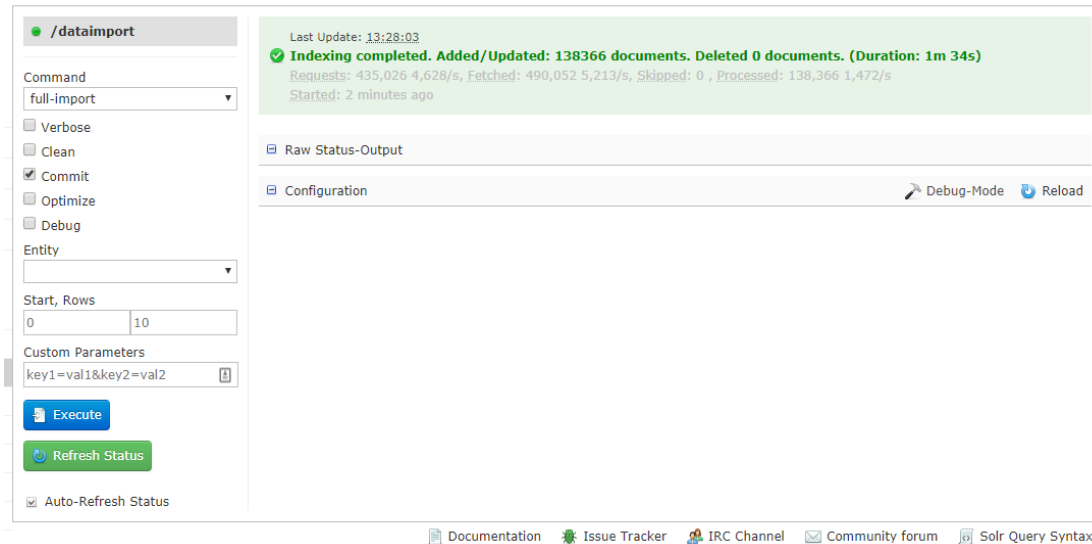 /dataimport
Command
full-import
Verbose
Clean
Commit
Optimize
Debug
Entity
Start, Rows
0 10
Custom Parameters
key1=val1&key2=val2
Execute
Refresh Status
Auto-Refresh Status
Last Update: 13:28:03
Indexing completed. Added/Updated: 138366 documents. Deleted 0 documents. (Duration: 1m 34s)
Requests: 435,026 4,628/s, Fetched: 490,052 5,213/s, Skipped: 0 , Processed: 138,366 1,472/s
Started: 2 minutes ago
Raw Status-Output
Configuration Debug-Mode Reload
Documentation Issue Tracker IRC Channel Community forum Solr Query Syntax